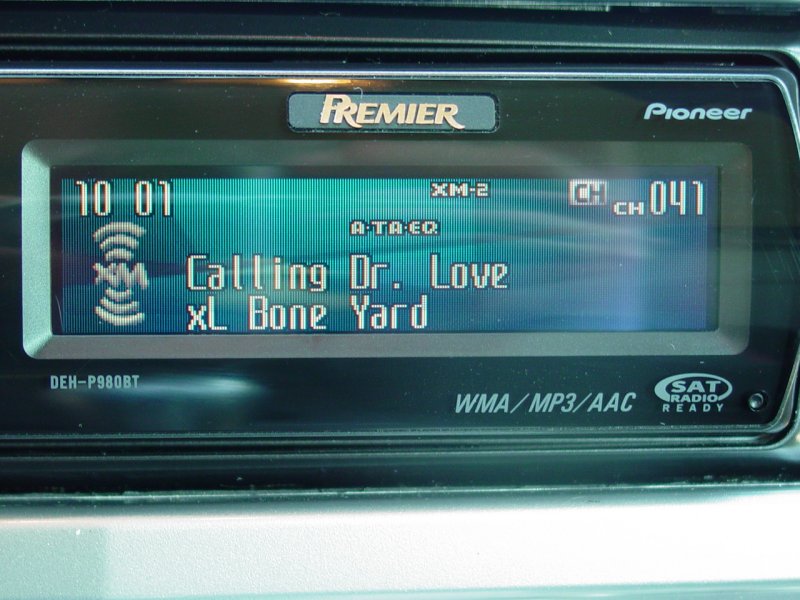 PREMIER
Pioneer
10 01 XM-2 CH CH 041
A·TA·EQ
XM
Calling Dr. Love
xL Bone Yard
DEH-P980BT
WMA/MP3/AAC
SAT
RADIO
READY